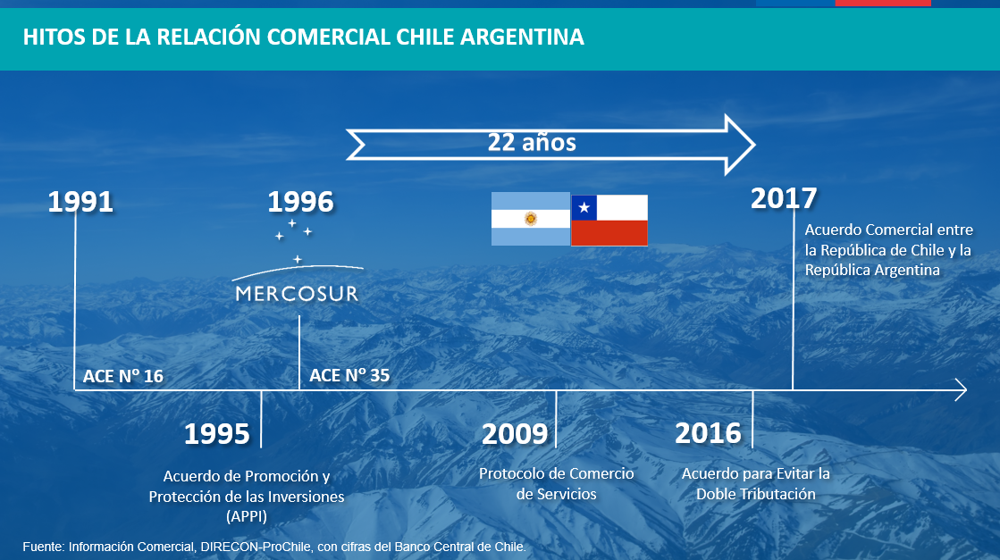 HITOS DE LA RELACIÓN COMERCIAL CHILE ARGENTINA
22 años
1991
1996
2017
Acuerdo Comercial entre
la República de Chile y la
República Argentina
MERCOSUR
ACE Nº 16
ACE Nº 35
1995
2009
2016
Acuerdo de Promoción y
Protección de las Inversiones
(APPI)
Protocolo de Comercio
de Servicios
Acuerdo para Evitar la
Doble Tributación
Fuente: Información Comercial, DIRECON-ProChile, con cifras del Banco Central de Chile.